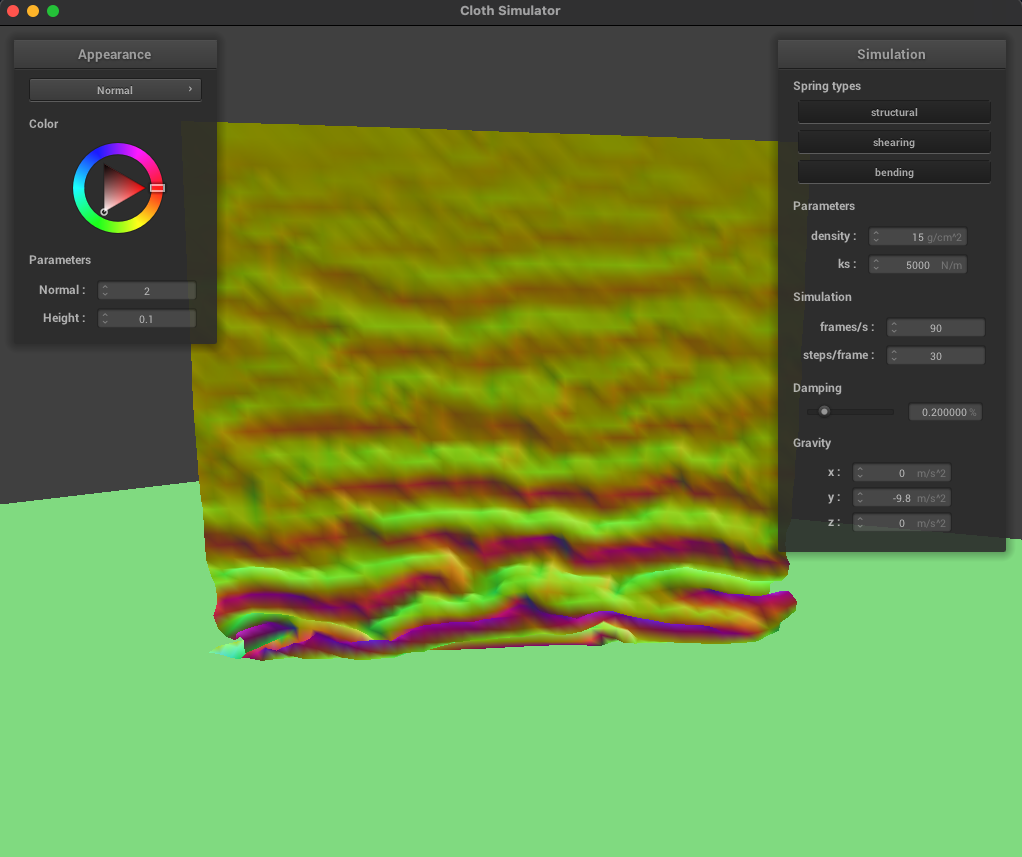 Cloth Simulator
Appearance
Normal
Color
Parameters
Normal : 2
Height : 0.1
Simulation
Spring types
structural
shearing
bending
Parameters
density : 15 g/cm^2
ks : 5000 N/m
Simulation
frames/s : 90
steps/frame : 30
Damping
0.200000 %
Gravity
x : 0 m/s^2
y : -9.8 m/s^2
z : 0 m/s^2